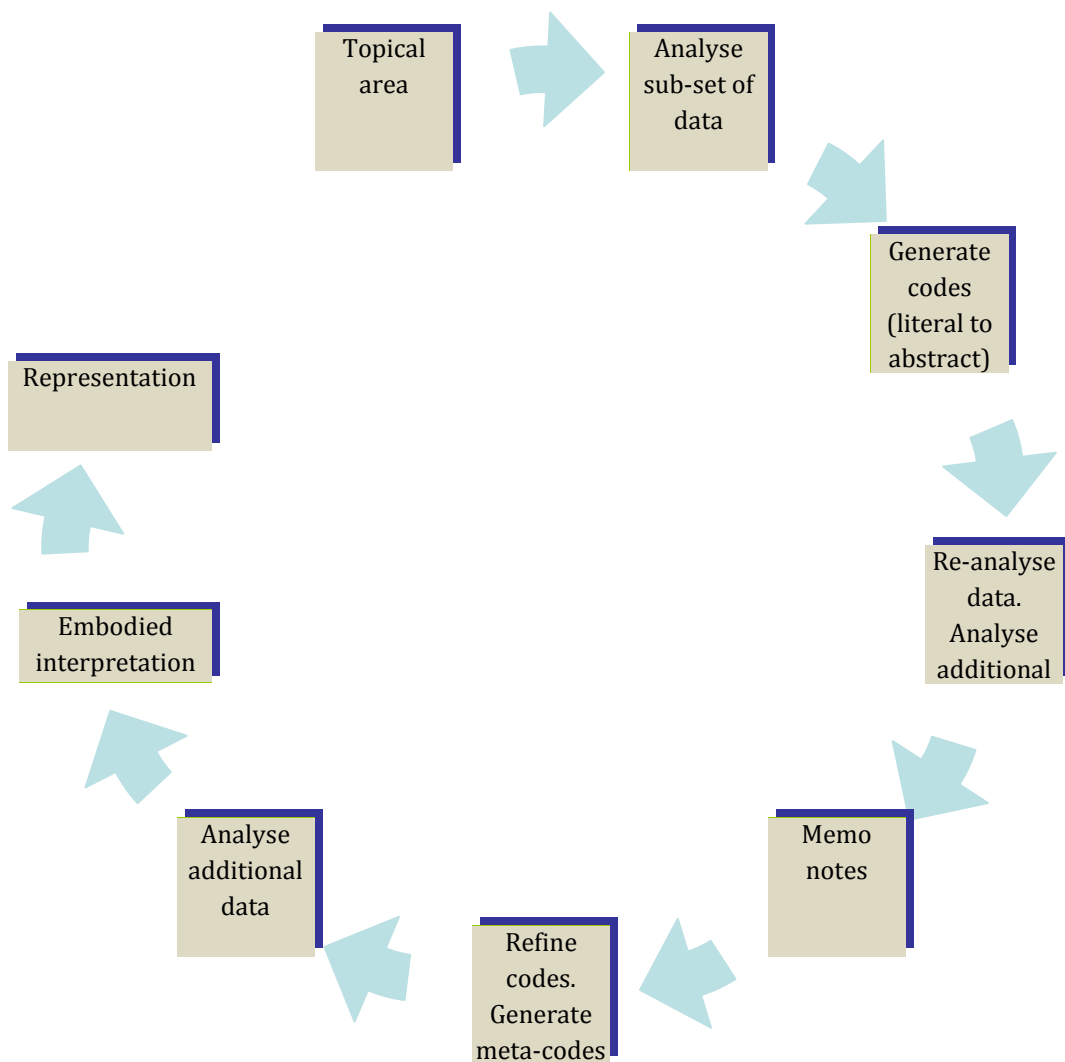 Topical
area
Analyse
sub-set of
data
Generate
codes
(literal to
abstract)
Re-analyse
data.
Analyse
additional
Memo
notes
Refine
codes.
Generate
meta-codes
Analyse
additional
data
Embodied
interpretation
Representation